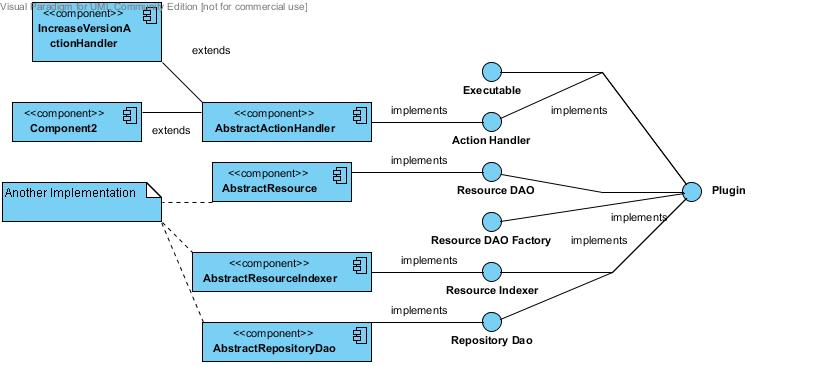 Visual Paradigm for UML Community Edition [not for commercial use]
<<component>>
IncreaseVersionA
ctionHandler
extends
<<component>>
Component2
extends
<<component>>
AbstractActionHandler
implements
Executable
implements
Action Handler
<<component>>
AbstractResource
implements
Resource DAO
Plugin
Another Implementation
Resource DAO Factory
implements
implements
<<component>>
AbstractResourceIndexer
implements
Resource Indexer
<<component>>
AbstractRepositoryDao
implements
Repository Dao